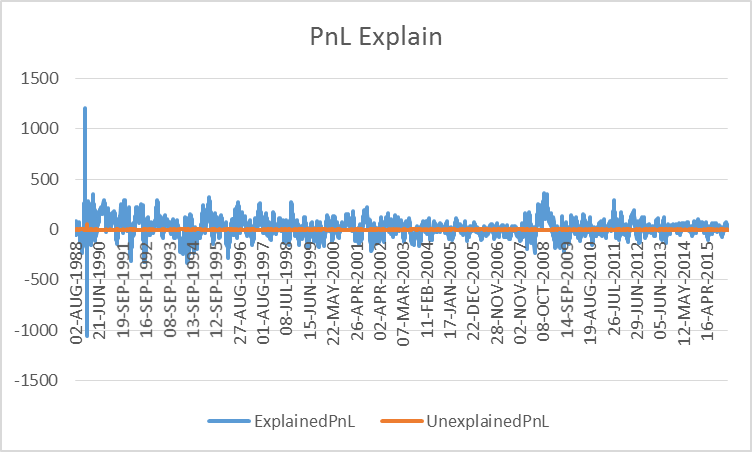 PnL Explain
1500
1000
500
0
-500
-1000
-1500
02-AUG-1988
21-JUN-1990
19-SEP-1991
16-SEP-1992
08-SEP-1993
13-SEP-1994
12-SEP-1995
27-AUG-1996
01-AUG-1997
08-JUL-1998
15-JUN-1999
22-MAY-2000
26-APR-2001
02-APR-2002
07-MAR-2003
11-FEB-2004
17-JAN-2005
22-DEC-2005
28-NOV-2006
02-NOV-2007
08-OCT-2008
14-SEP-2009
19-AUG-2010
26-JUL-2011
29-JUN-2012
05-JUN-2013
12-MAY-2014
16-APR-2015
ExplainedPnL
UnexplainedPnL